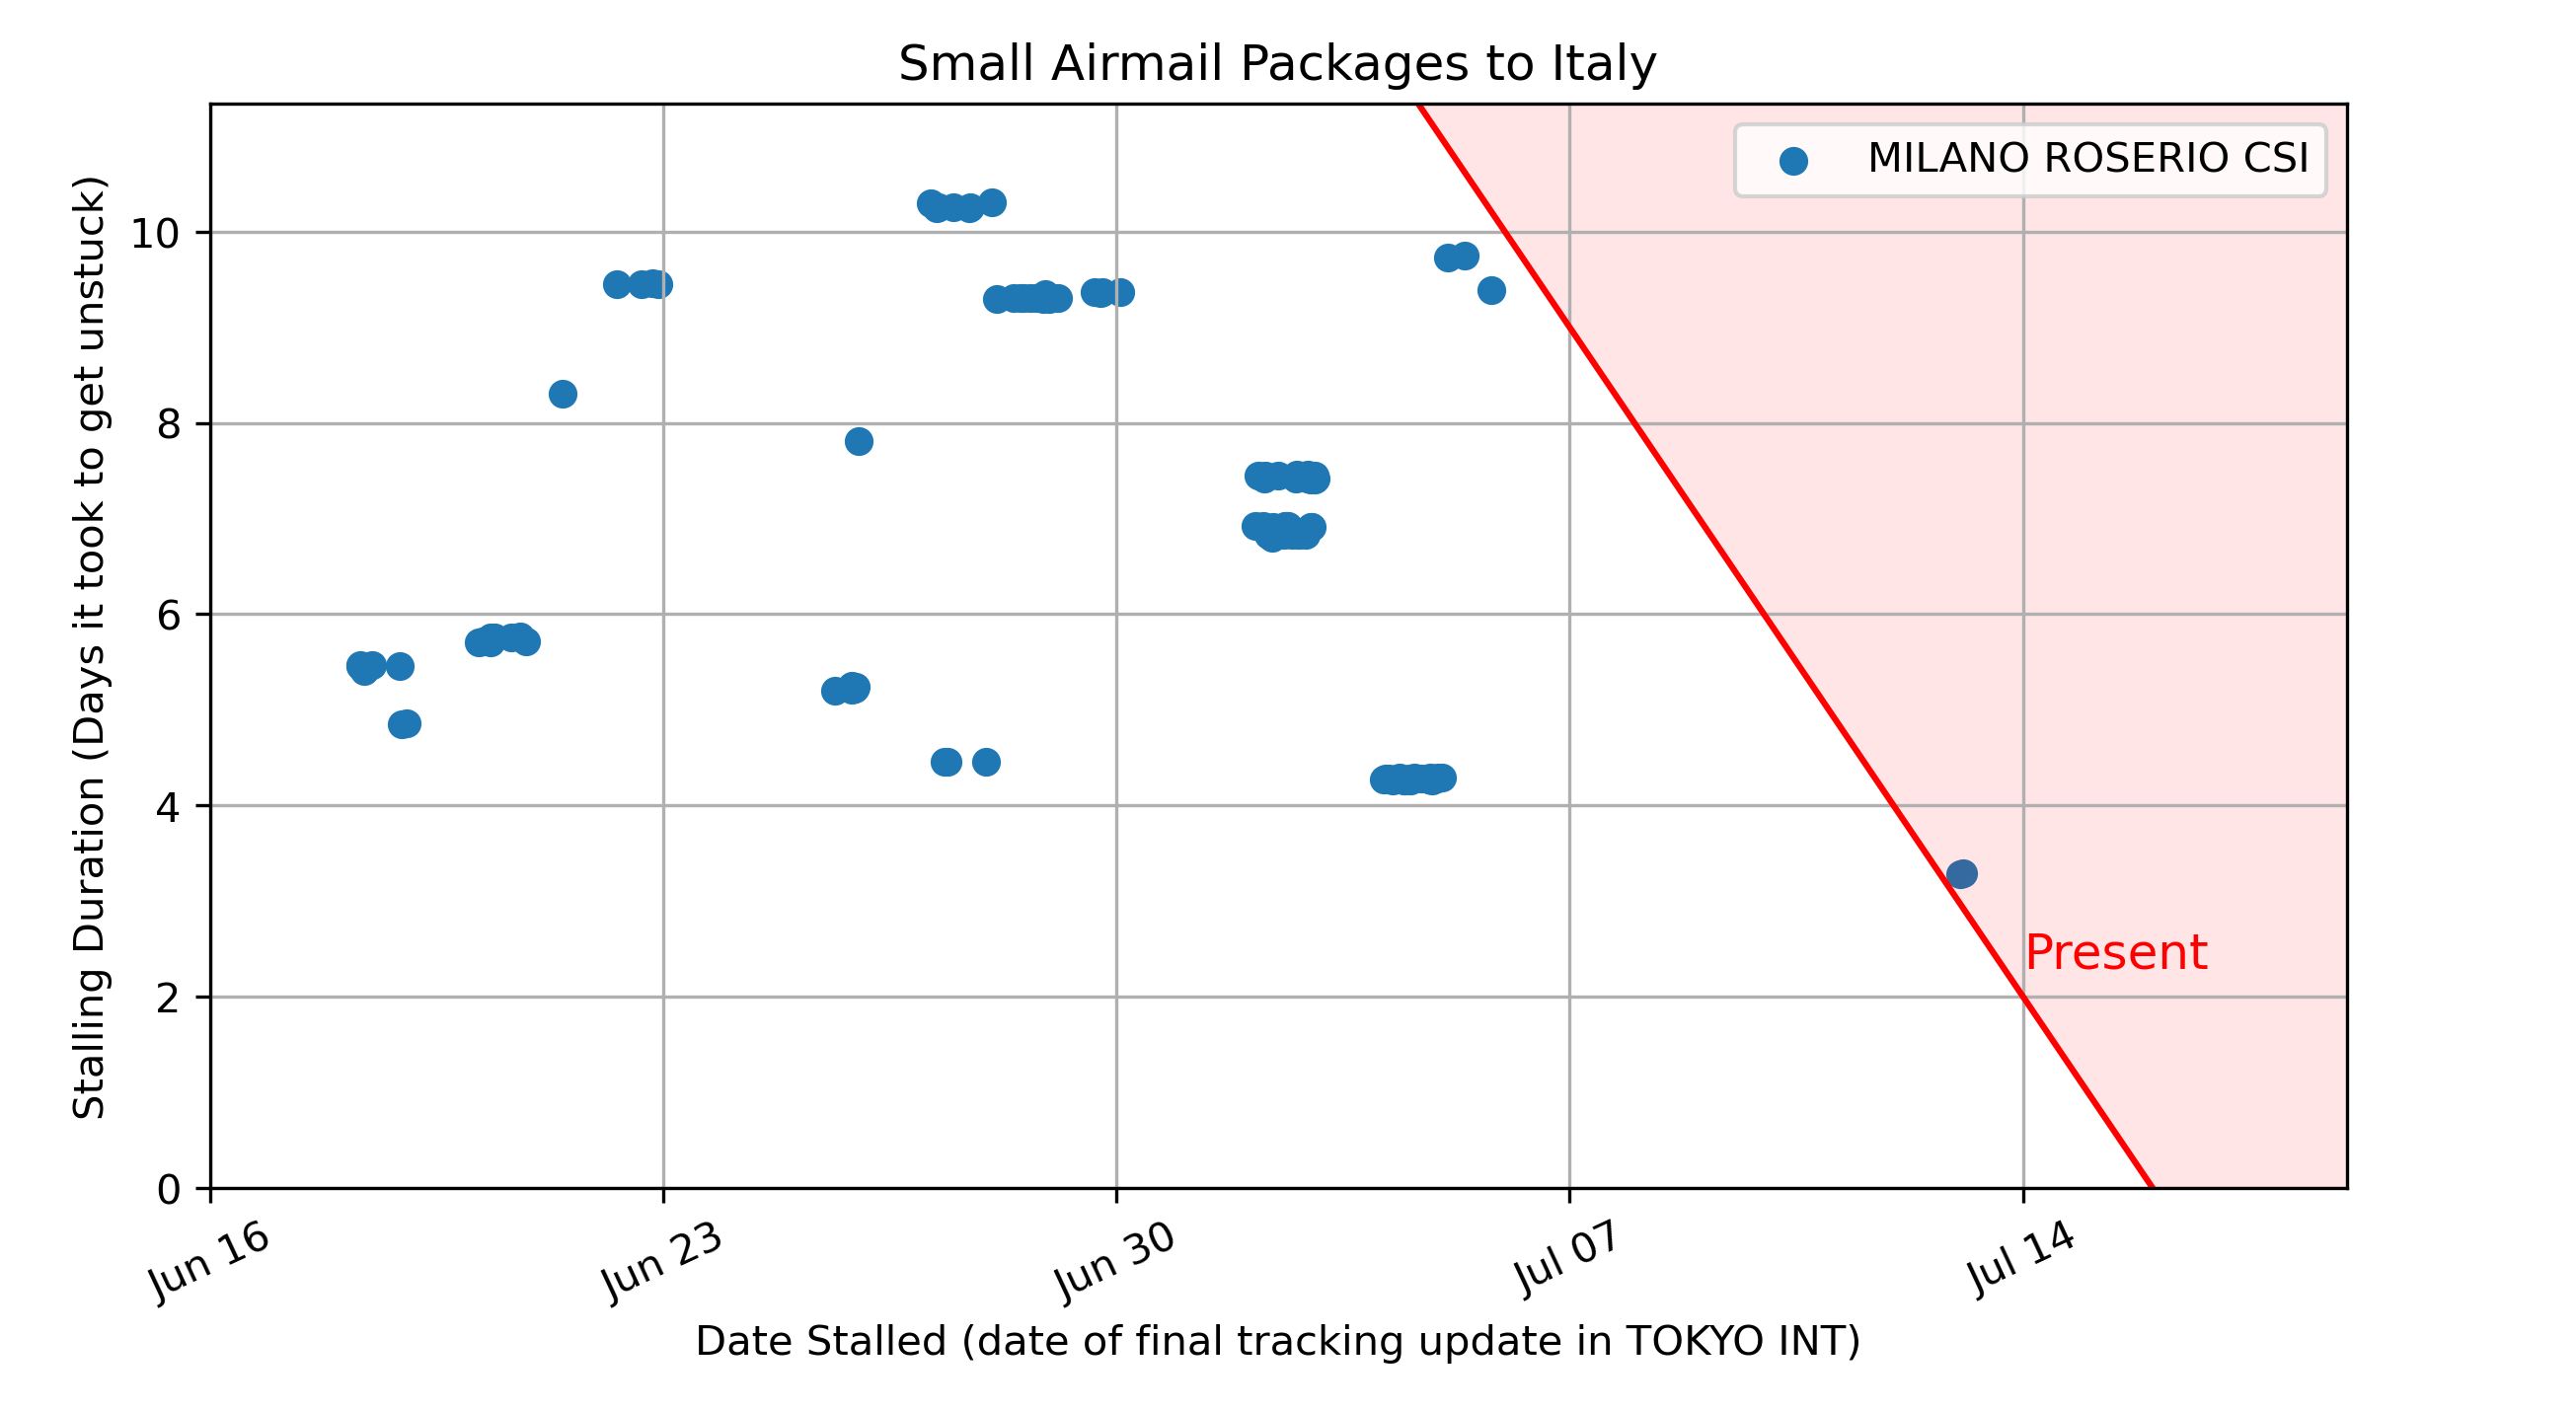 Small Airmail Packages to Italy
MILANO ROSERIO CSI
Stalling Duration (Days it took to get unstuck)
10
8
6
4
2
0
Present
Jun 16
Jun 23
Jun 30
Jul 07
Jul 14
Date Stalled (date of final tracking update in TOKYO INT)